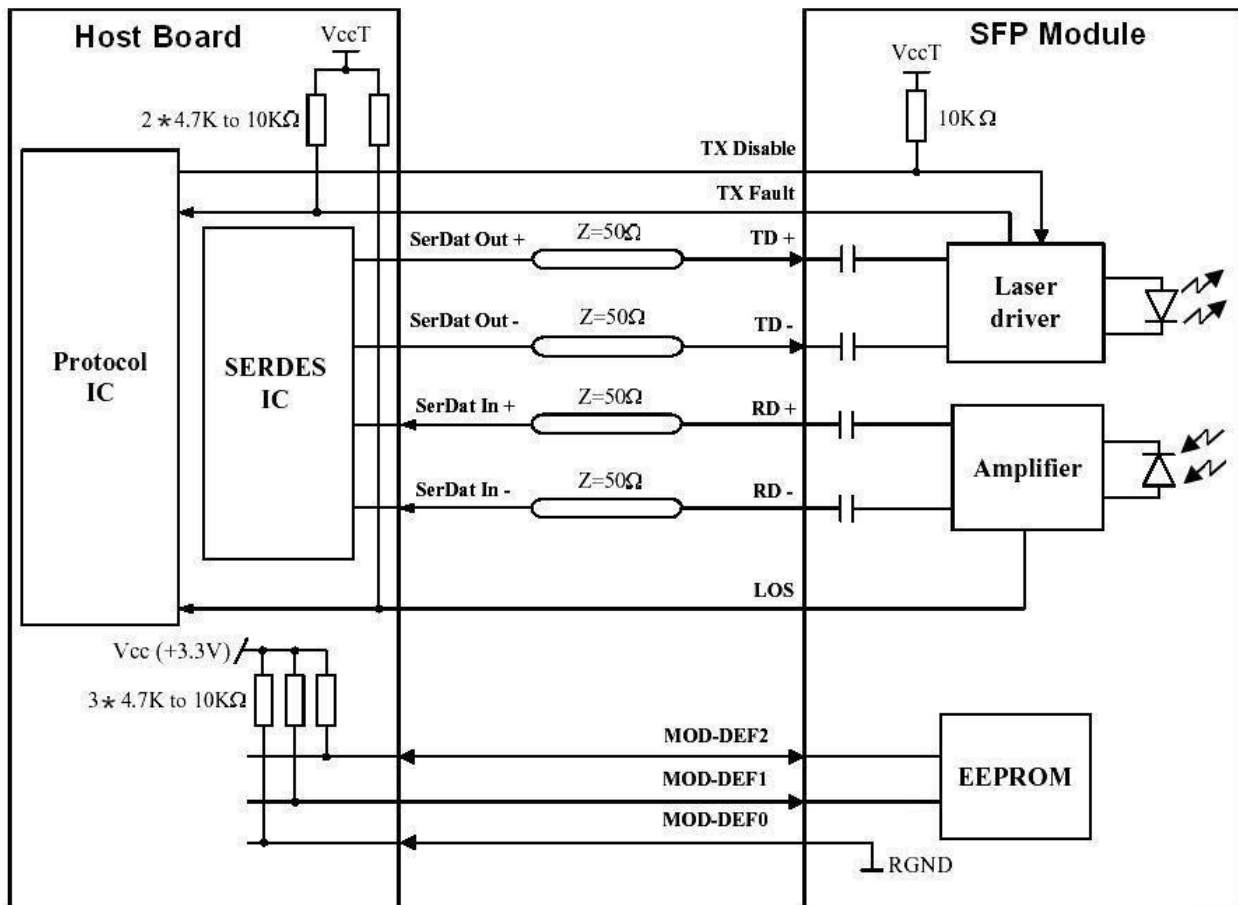 Host Board
SFP Module
VccT
VccT
2*4.7K to 10KΩ
10KΩ
TX Disable
TX Fault
SerDat Out +
Z=50Ω
TD +
Laser
driver
SerDat Out -
Z=50Ω
TD -
Protocol
IC
SERDES
IC
SerDat In +
Z=50Ω
RD +
Amplifier
SerDat In -
Z=50Ω
RD -
LOS
Vcc (+3.3V)
3*4.7K to 10KΩ
MOD-DEF2
MOD-DEF1
MOD-DEF0
EEPROM
RGND